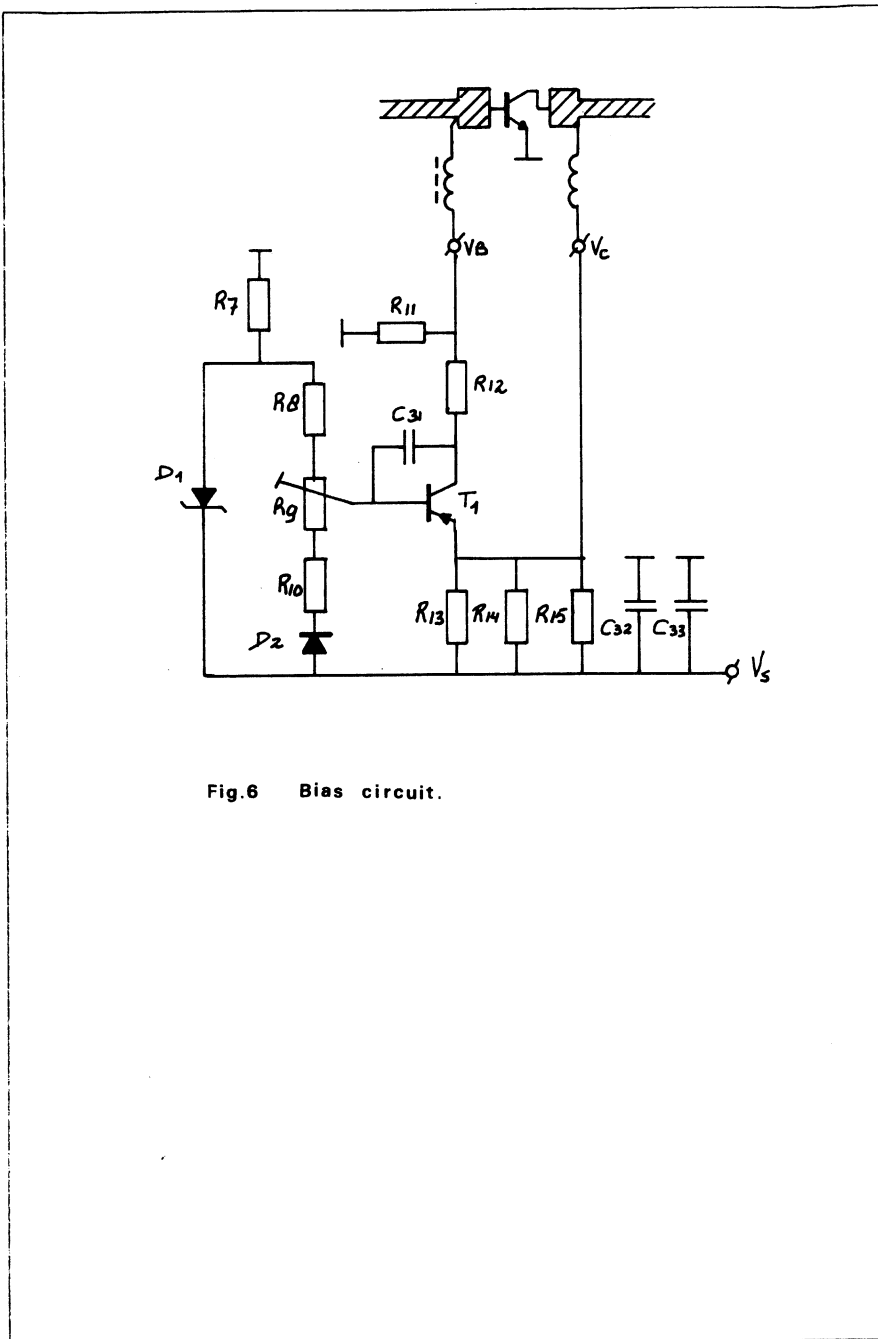 VB
Vc
R7
R11
R12
R8
C31
D1
R9
T1
R10
R13
R14
R15
C32
C33
D2
Vs
Fig.6 Bias circuit.